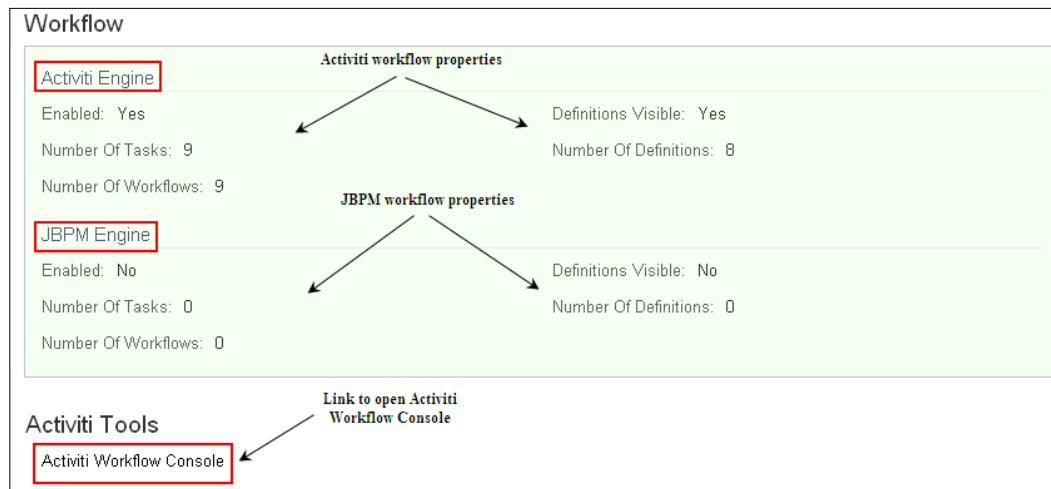 Workflow
Activiti workflow properties
Activiti Engine
Enabled: Yes
Definitions Visible: Yes
Number Of Tasks: 9
Number Of Definitions: 8
Number Of Workflows: 9
JBPM workflow properties
JBPM Engine
Enabled: No
Definitions Visible: No
Number Of Tasks: 0
Number Of Definitions: 0
Number Of Workflows: 0
Link to open Activiti
Workflow Console
Activiti Tools
Activiti Workflow Console